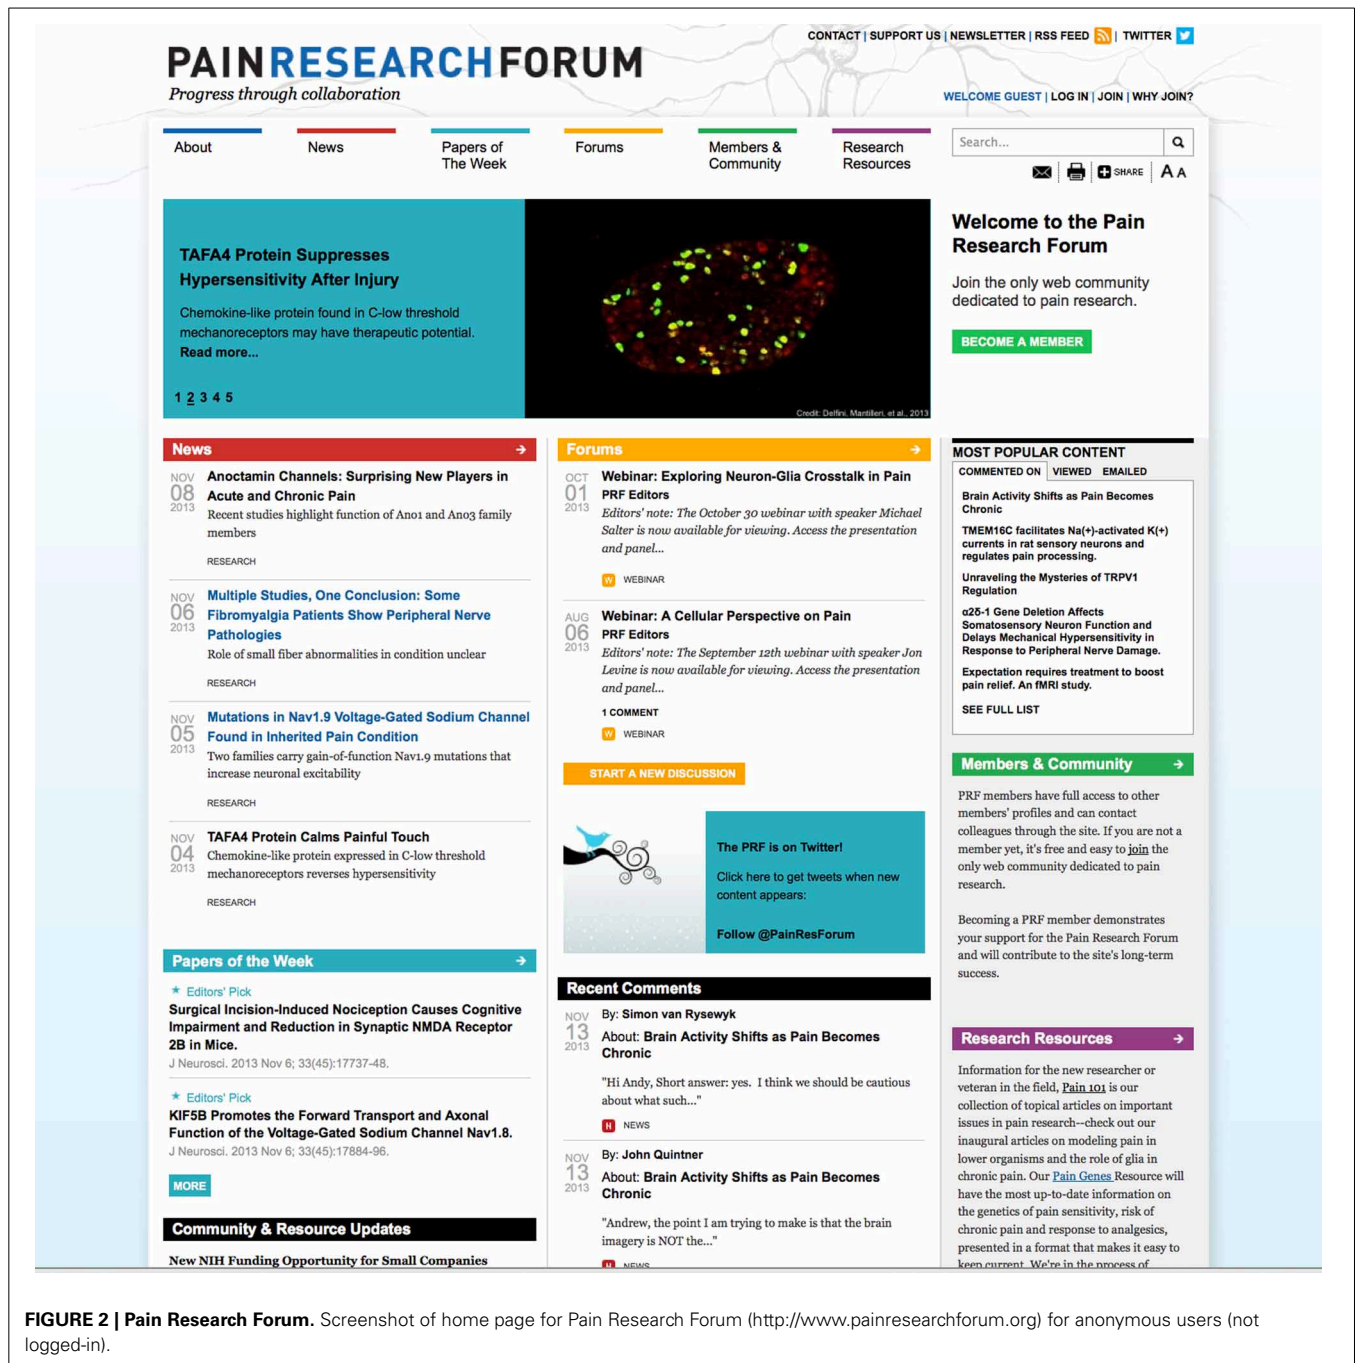 CONTACT | SUPPORT US | NEWSLETTER | RSS FEED | TWITTER
PAINRESEARCHFORUM
Progress through collaboration
WELCOME GUEST | LOG IN | JOIN | WHY JOIN?
About
News
Papers of
The Week
Forums
Members &
Community
Research
Resources
Search...
SHARE
A A
TAFA4 Protein Suppresses
Hypersensitivity After Injury
Chemokine-like protein found in C-low threshold
mechanoreceptors may have therapeutic potential.
Read more...
1 2 3 4 5
Credit: Delfini, Mantilleri, et al., 2013
Welcome to the Pain
Research Forum
Join the only web community
dedicated to pain research.
BECOME A MEMBER
News
NOV
08
2013
Anoctamin Channels: Surprising New Players in
Acute and Chronic Pain
Recent studies highlight function of Ano1 and Ano3 family
members
RESEARCH
NOV
06
2013
Multiple Studies, One Conclusion: Some
Fibromyalgia Patients Show Peripheral Nerve
Pathologies
Role of small fiber abnormalities in condition unclear
RESEARCH
NOV
05
2013
Mutations in Nav1.9 Voltage-Gated Sodium Channel
Found in Inherited Pain Condition
Two families carry gain-of-function Nav1.9 mutations that
increase neuronal excitability
RESEARCH
NOV
04
2013
TAFA4 Protein Calms Painful Touch
Chemokine-like protein expressed in C-low threshold
mechanoreceptors reverses hypersensitivity
RESEARCH
Papers of the Week
Editors' Pick
Surgical Incision-Induced Nociception Causes Cognitive
Impairment and Reduction in Synaptic NMDA Receptor
2B in Mice.
J Neurosci. 2013 Nov 6; 33(45):17737-48.
Editors' Pick
KIF5B Promotes the Forward Transport and Axonal
Function of the Voltage-Gated Sodium Channel Nav1.8.
J Neurosci. 2013 Nov 6; 33(45):17884-96.
MORE
Community & Resource Updates
New NIH Funding Opportunity for Small Companies
Forums
OCT
01
2013
Webinar: Exploring Neuron-Glia Crosstalk in Pain
PRF Editors
Editors' note: The October 30 webinar with speaker Michael
Salter is now available for viewing. Access the presentation
and panel...
W WEBINAR
AUG
06
2013
Webinar: A Cellular Perspective on Pain
PRF Editors
Editors' note: The September 12th webinar with speaker Jon
Levine is now available for viewing. Access the presentation
and panel...
1 COMMENT
W WEBINAR
START A NEW DISCUSSION
The PRF is on Twitter!
Click here to get tweets when new
content appears:
Follow @PainResForum
Recent Comments
NOV
13
2013
By: Simon van Rysewyk
About: Brain Activity Shifts as Pain Becomes
Chronic
"Hi Andy, Short answer: yes. I think we should be cautious
about what such..."
N NEWS
NOV
13
2013
By: John Quintner
About: Brain Activity Shifts as Pain Becomes
Chronic
"Andrew, the point I am trying to make is that the brain
imagery is NOT the..."
N NEWS
MOST POPULAR CONTENT
COMMENTED ON VIEWED EMAILED
Brain Activity Shifts as Pain Becomes
Chronic
TMEM16C facilitates Na(+)-activated K(+)
currents in rat sensory neurons and
regulates pain processing.
Unraveling the Mysteries of TRPV1
Regulation
α2δ-1 Gene Deletion Affects
Somatosensory Neuron Function and
Delays Mechanical Hypersensitivity in
Response to Peripheral Nerve Damage.
Expectation requires treatment to boost
pain relief. An fMRI study.
SEE FULL LIST
Members & Community
PRF members have full access to other
members' profiles and can contact
colleagues through the site. If you are not a
member yet, it's free and easy to join the
only web community dedicated to pain
research.
Becoming a PRF member demonstrates
your support for the Pain Research Forum
and will contribute to the site's long-term
success.
Research Resources
Information for the new researcher or
veteran in the field, Pain 101 is our
collection of topical articles on important
issues in pain research--check out our
inaugural articles on modeling pain in
lower organisms and the role of glia in
chronic pain. Our Pain Genes Resource will
have the most up-to-date information on
the genetics of pain sensitivity, risk of
chronic pain and response to analgesics,
presented in a format that makes it easy to
keep current. We're in the process of
FIGURE 2 | Pain Research Forum. Screenshot of home page for Pain Research Forum (http://www.painresearchforum.org) for anonymous users (not
logged-in).